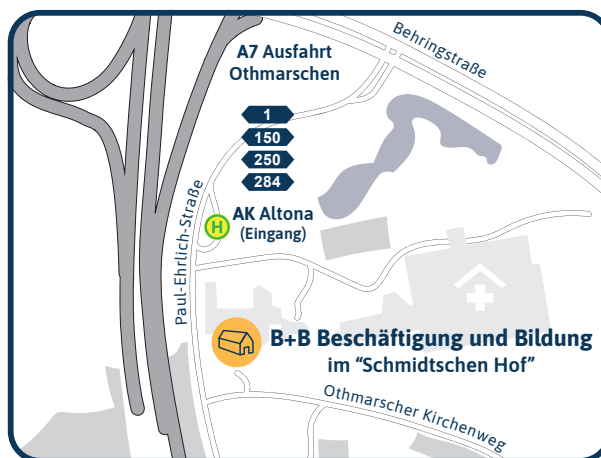 A7 Ausfahrt
Othmarschen
Behringstraße
1
150
250
284
H
AK Altona
(Eingang)
Paul-Ehrlich-Straße
B+B Beschäftigung und Bildung
im “Schmidtschen Hof”
Othmarscher Kirchenweg